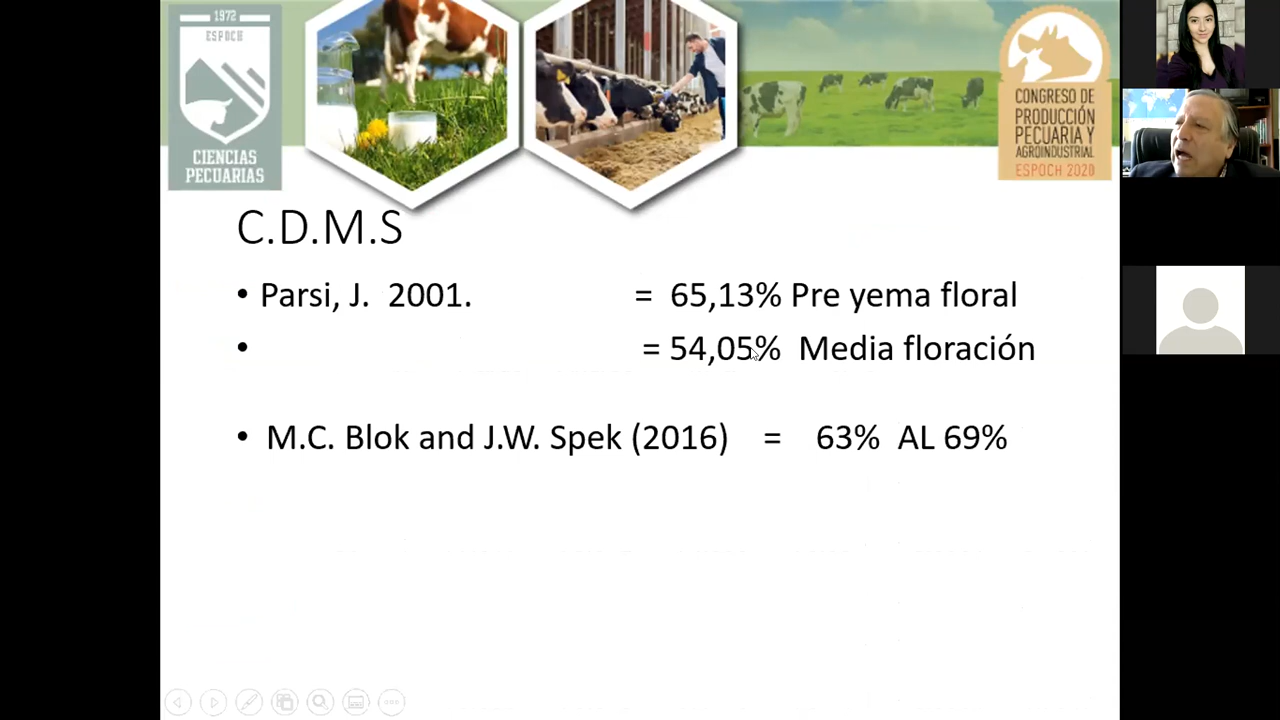 1972
ESPOCH
CIENCIAS
PECUARIAS
CONGRESO DE
PRODUCCIÓN
PECUARIA Y
AGROINDUSTRIAL
ESPOCH 2020
C.D.M.S
• Parsi, J. 2001. = 65,13% Pre yema floral
• = 54,05% Media floración
• M.C. Blok and J.W. Spek (2016) = 63% AL 69%